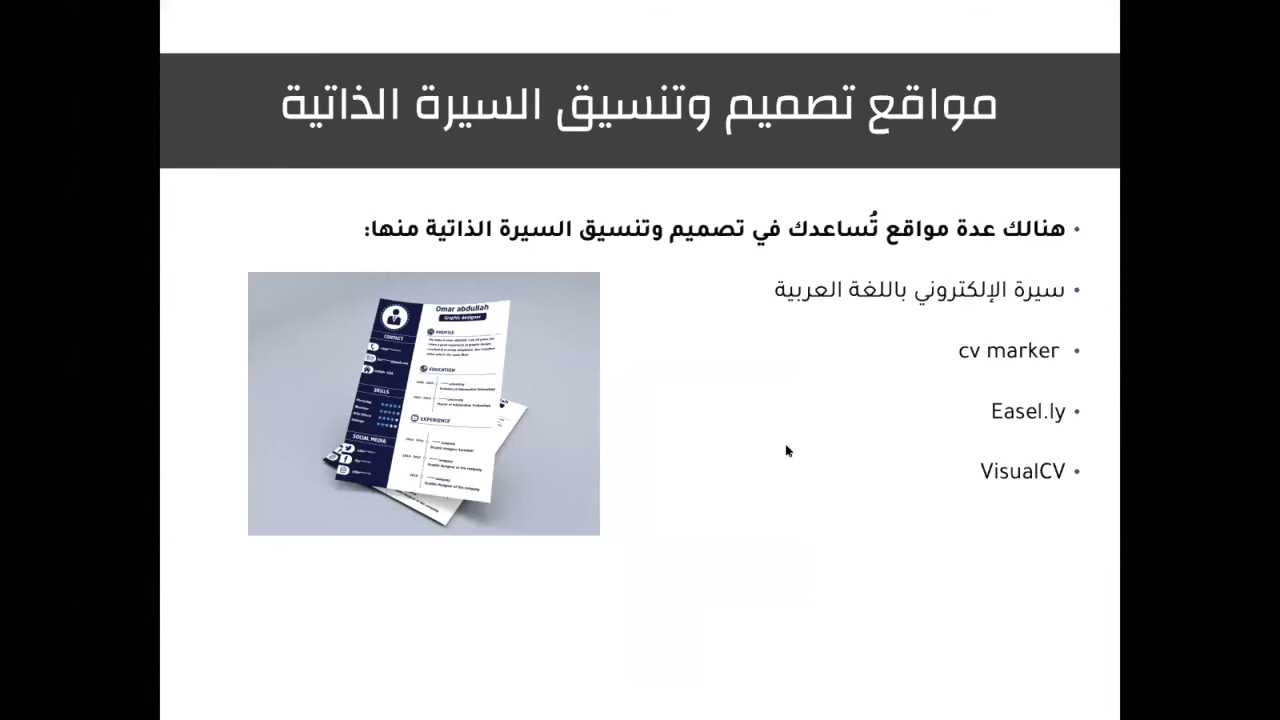 مواقع تصميم وتنسيق السيرة الذاتية
هنالك عدة مواقع تُساعدك في تصميم وتنسيق السيرة الذاتية منها:
سيرة الإلكتروني باللغة العربية
cv marker
Easel.ly
VisualCV
Omar abdullah
Graphic designer
CONTACT
PROFILE
EDUCATION
SKILLS
EXPERIENCE
SOCIAL MEDIA